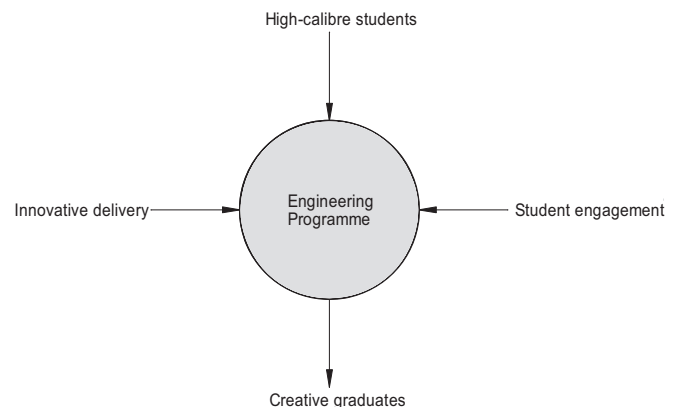 High-calibre students
Innovative delivery
Engineering
Programme
Student engagement
Creative graduates